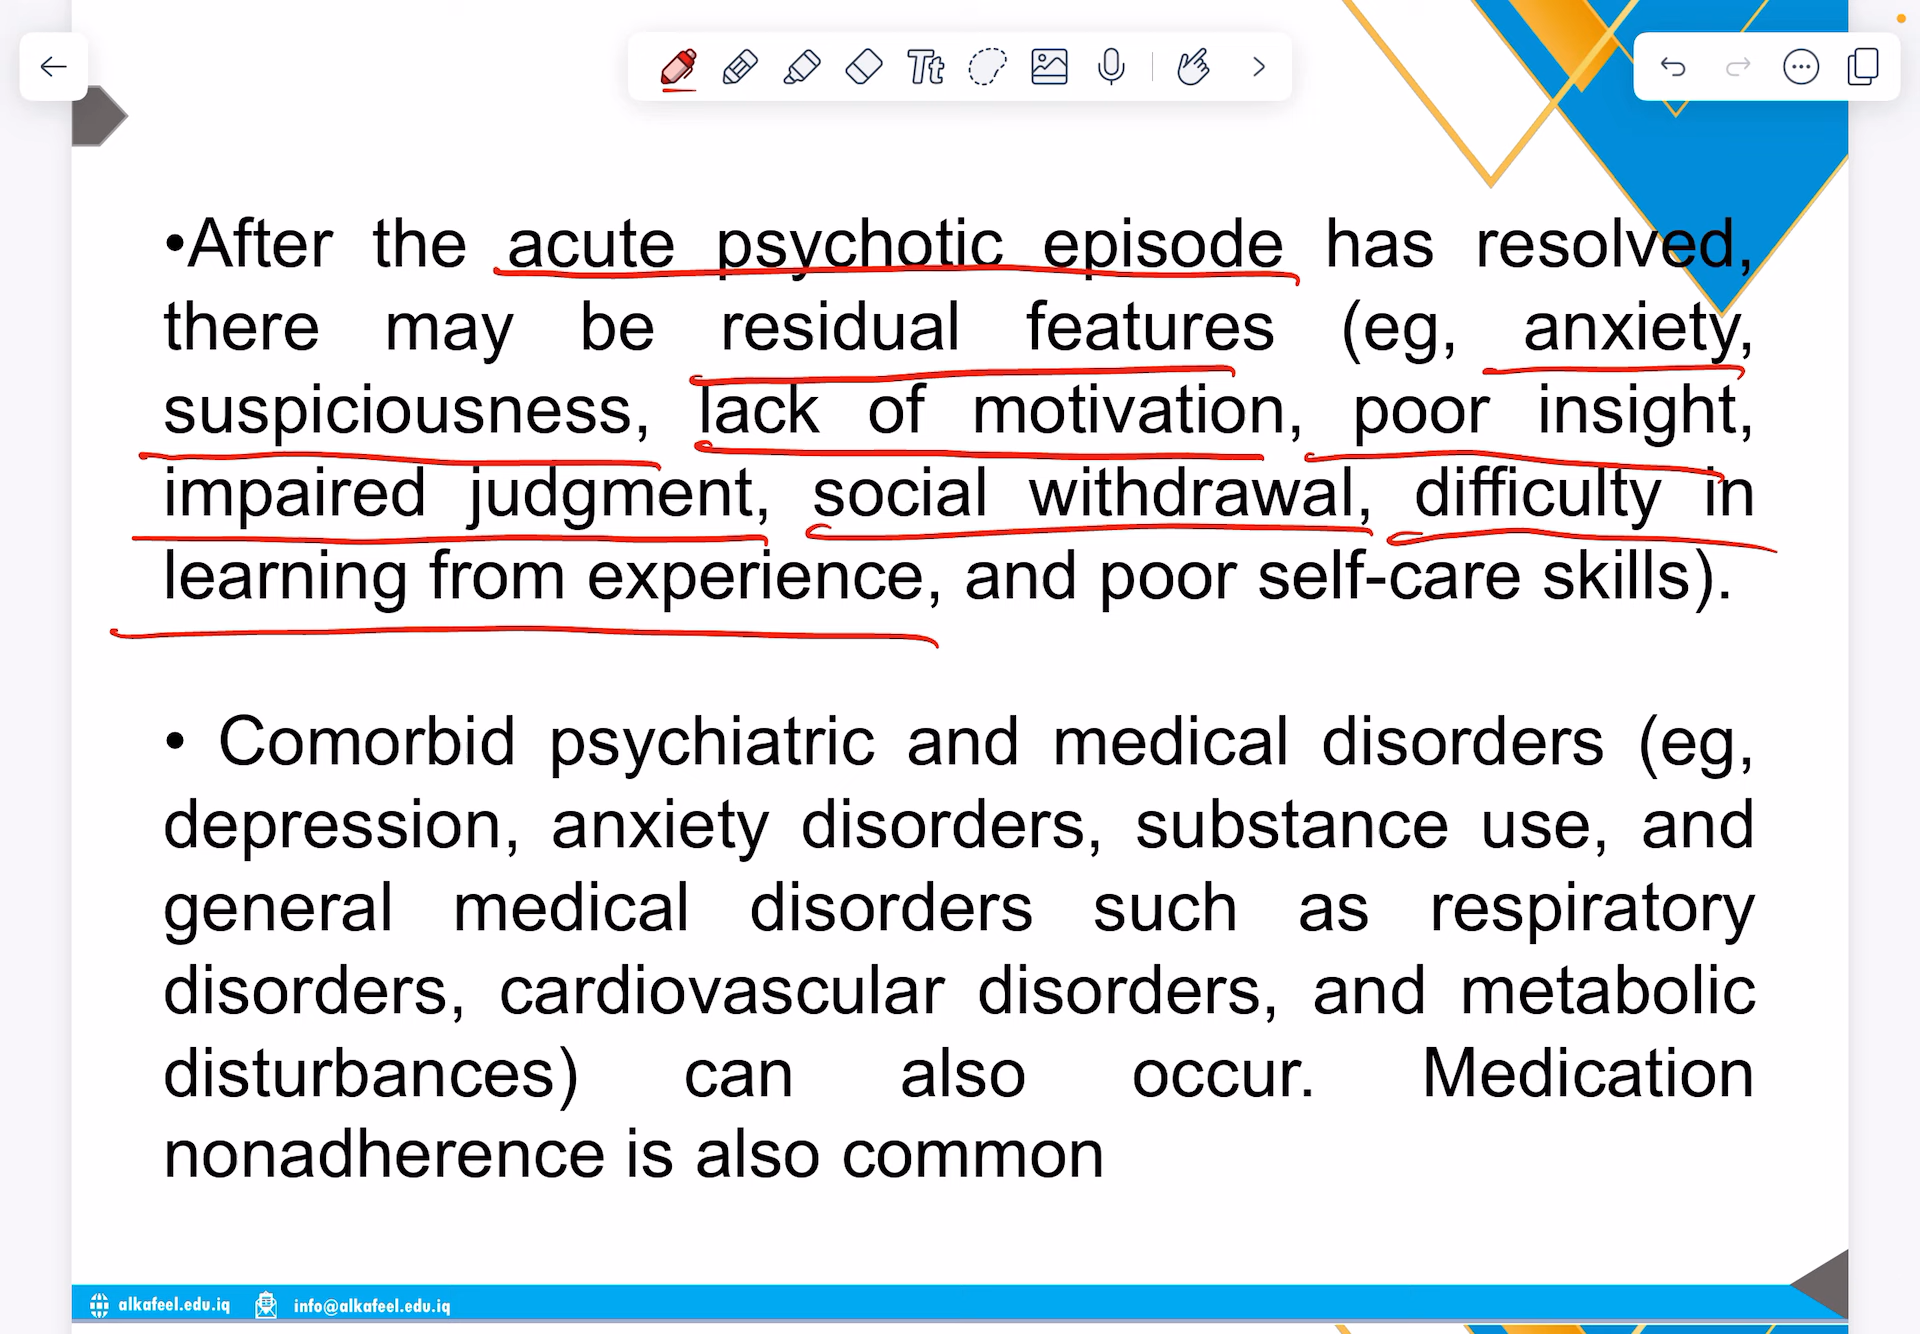 Tt
•After the acute psychotic episode has resolved,
there may be residual features (eg, anxiety,
suspiciousness, lack of motivation, poor insight,
impaired judgment, social withdrawal, difficulty in
learning from experience, and poor self-care skills).
• Comorbid psychiatric and medical disorders (eg,
depression, anxiety disorders, substance use, and
general medical disorders such as respiratory
disorders, cardiovascular disorders, and metabolic
disturbances) can also occur. Medication
nonadherence is also common
alkafeel.edu.iq info@alkafeel.edu.iq